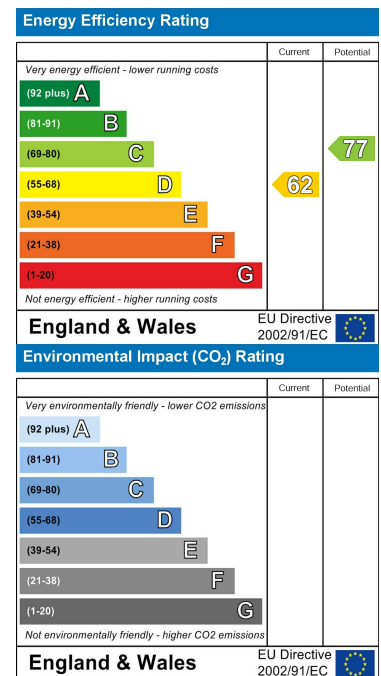 Energy Efficiency Rating
Current Potential
Very energy efficient - lower running costs
(92 plus) A
(81-91) B
(69-80) C
77
(55-68) D
62
(39-54) E
(21-38) F
(1-20) G
Not energy efficient - higher running costs
England & Wales
EU Directive
2002/91/EC
Environmental Impact (CO₂) Rating
Current Potential
Very environmentally friendly - lower CO2 emissions
(92 plus) A
(81-91) B
(69-80) C
(55-68) D
(39-54) E
(21-38) F
(1-20) G
Not environmentally friendly - higher CO2 emissions
England & Wales
EU Directive
2002/91/EC